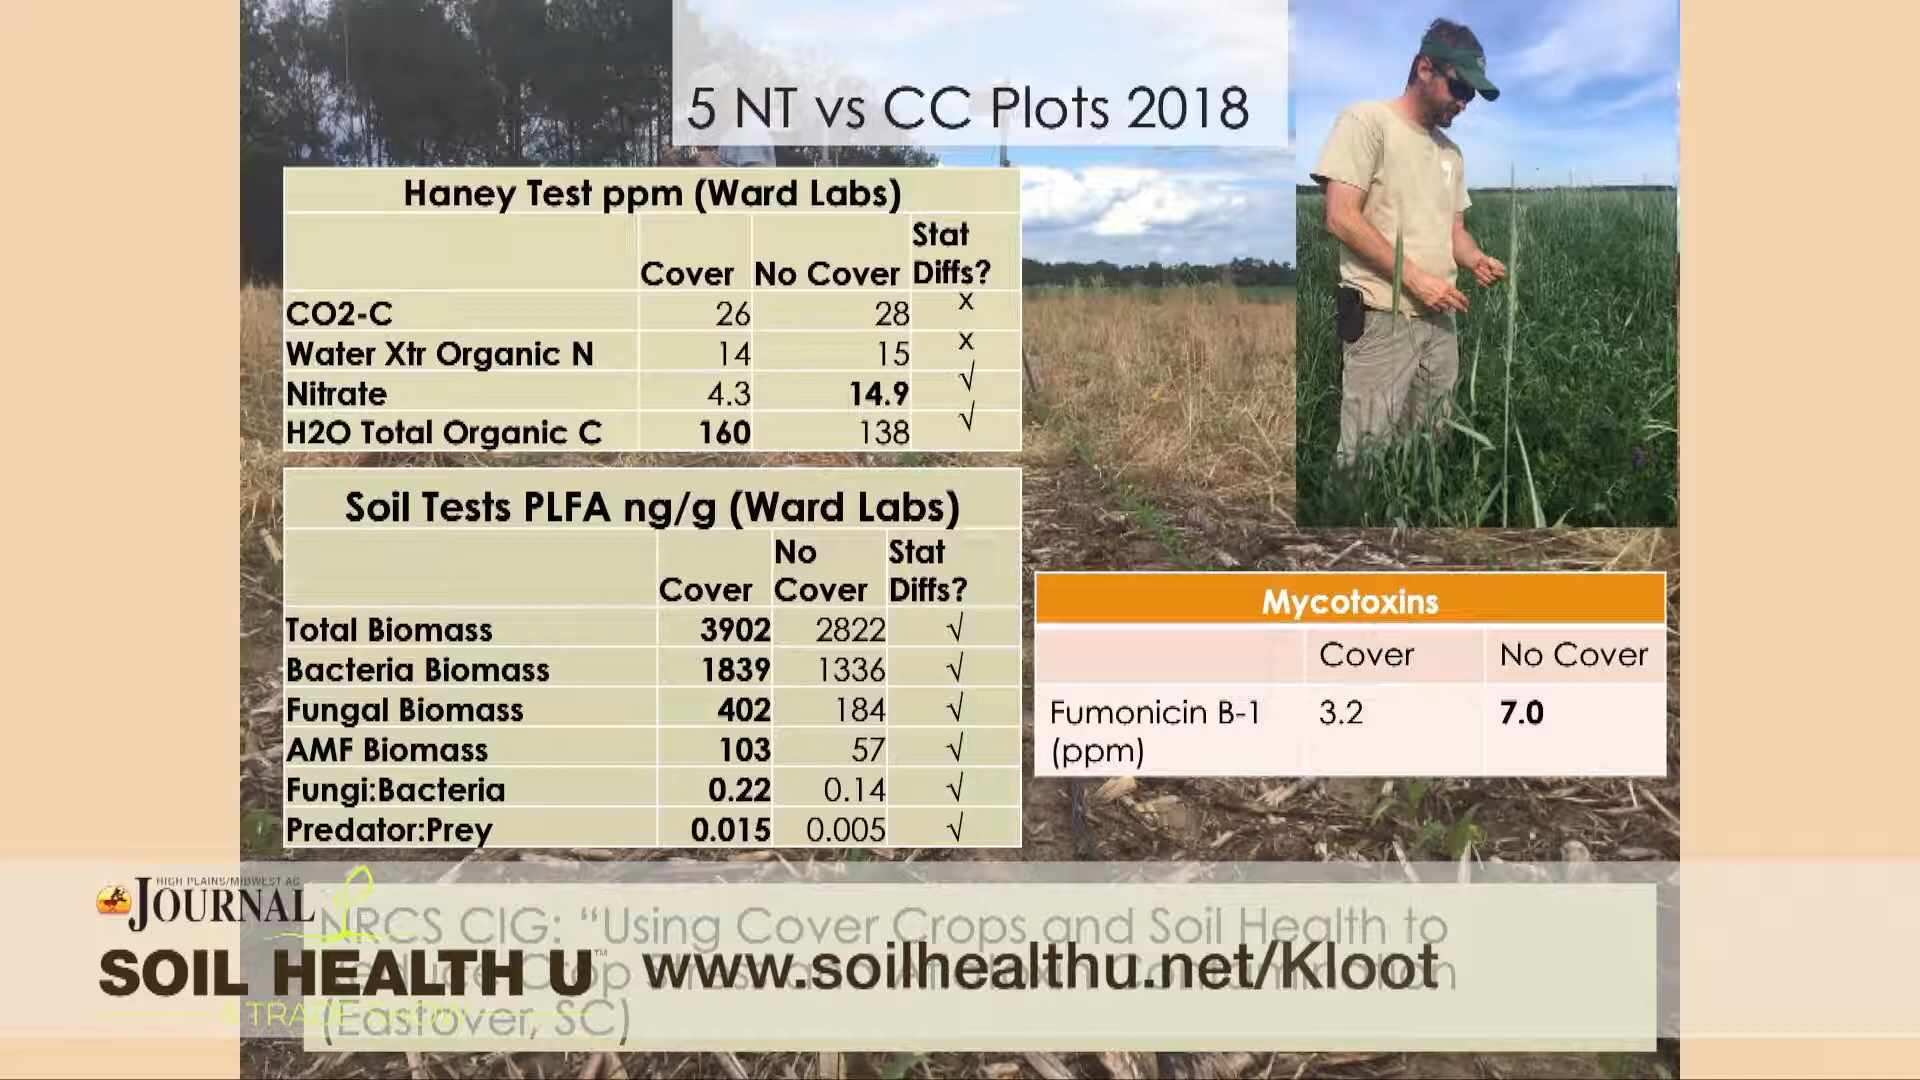 5 NT vs CC Plots 2018
Haney Test ppm (Ward Labs)
Cover No Cover Stat Diffs?
CO2-C 26 28 x
Water Xtr Organic N 14 15 x
Nitrate 4.3 14.9 √
H2O Total Organic C 160 138 √
Soil Tests PLFA ng/g (Ward Labs)
Cover No Cover Stat Diffs?
Total Biomass 3902 2822 √
Bacteria Biomass 1839 1336 √
Fungal Biomass 402 184 √
AMF Biomass 103 57 √
Fungi:Bacteria 0.22 0.14 √
Predator:Prey 0.015 0.005 √
Mycotoxins
Cover No Cover
Fumonicin B-1 3.2 7.0
(ppm)
HIGH PLAINS/MIDWEST AG
JOURNAL
SOIL HEALTH U™
& TRADE SHOW
www.soilhealthu.net/Kloot
NRCS CIG: “Using Cover Crops and Soil Health to
Crop
(Eastover, SC)